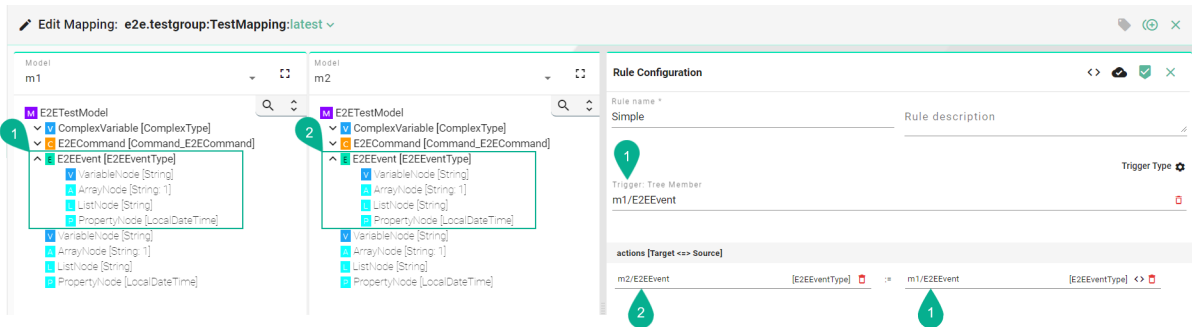 Edit Mapping: e2e.testgroup:TestMapping:latest
Model
m1
M E2ETestModel
V ComplexVariable [ComplexType]
C E2ECommand [Command_E2ECommand]
1
E E2EEvent [E2EEventType]
V VariableNode [String]
A ArrayNode [String: 1]
L ListNode [String]
P PropertyNode [LocalDateTime]
V VariableNode [String]
A ArrayNode [String: 1]
L ListNode [String]
P PropertyNode [LocalDateTime]
Model
m2
M E2ETestModel
V ComplexVariable [ComplexType]
C E2ECommand [Command_E2ECommand]
2
E E2EEvent [E2EEventType]
V VariableNode [String]
A ArrayNode [String: 1]
L ListNode [String]
P PropertyNode [LocalDateTime]
V VariableNode [String]
A ArrayNode [String: 1]
L ListNode [String]
P PropertyNode [LocalDateTime]
Rule Configuration
Rule name *
Simple
Rule description
1
Trigger Type
Trigger: Tree Member
m1/E2EEvent
actions [Target <=> Source]
m2/E2EEvent [E2EEventType] := m1/E2EEvent [E2EEventType]
2 1